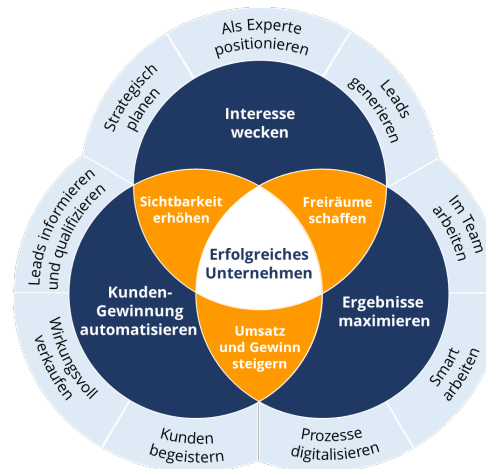 Als Experte
positionieren
Strategisch
planen
Leads
generieren
Interesse
wecken
Sichtbarkeit
erhöhen
Freiräume
schaffen
Leads informieren
und qualifizieren
Im Team
arbeiten
Erfolgreiches
Unternehmen
Kunden-
Gewinnung
automatisieren
Ergebnisse
maximieren
Umsatz
und Gewinn
steigern
Wirkungsvoll
verkaufen
Smart
arbeiten
Kunden
begeistern
Prozesse
digitalisieren